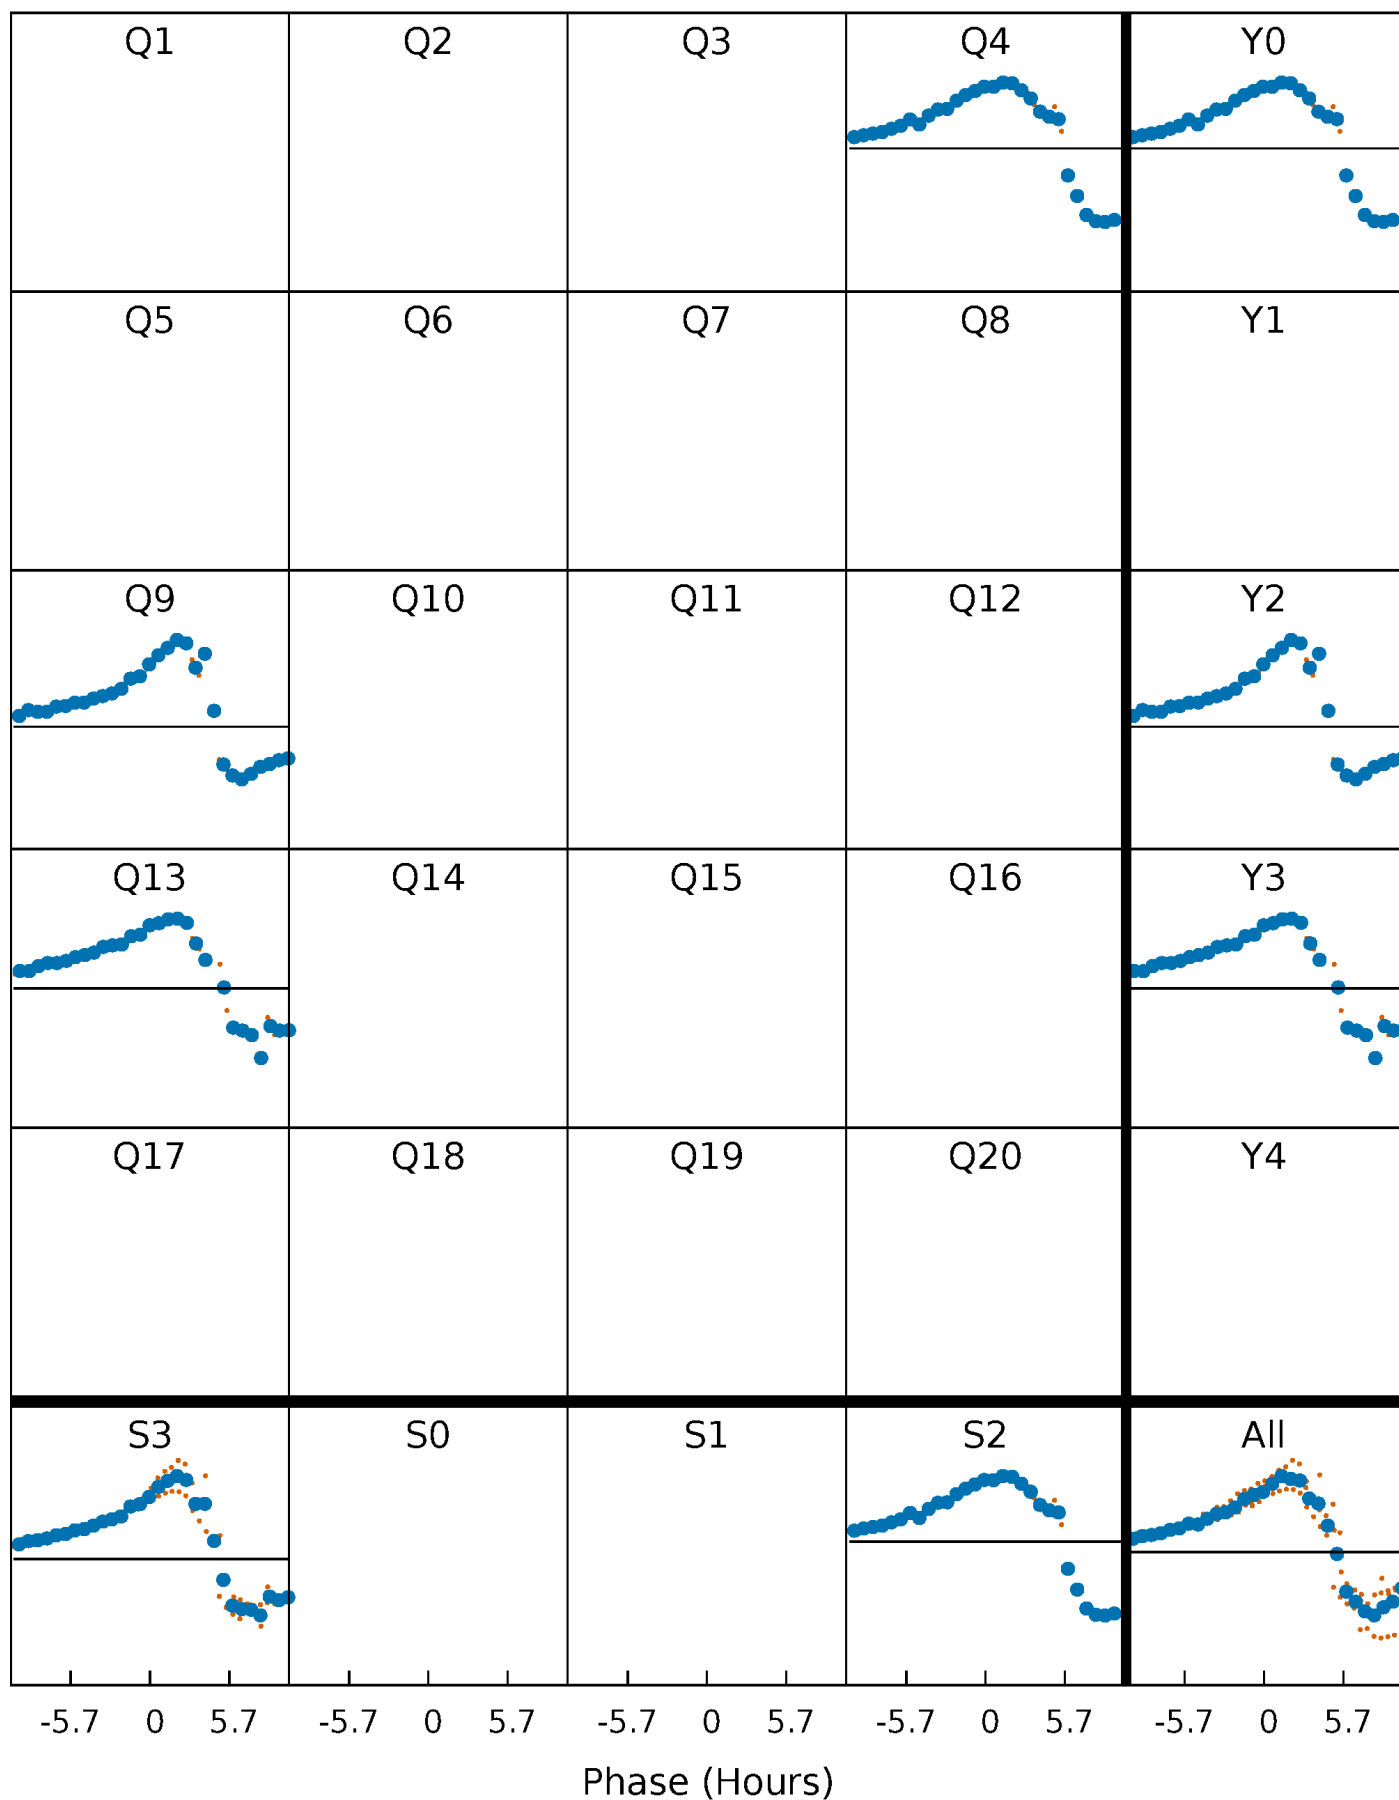 Q1 Q2 Q3 Q4 Y0
Q5 Q6 Q7 Q8 Y1
Q9 Q10 Q11 Q12 Y2
Q13 Q14 Q15 Q16 Y3
Q17 Q18 Q19 Q20 Y4
S3 S0 S1 S2 All
-5.7 0 5.7 -5.7 0 5.7 -5.7 0 5.7 -5.7 0 5.7 -5.7 0 5.7
Phase (Hours)